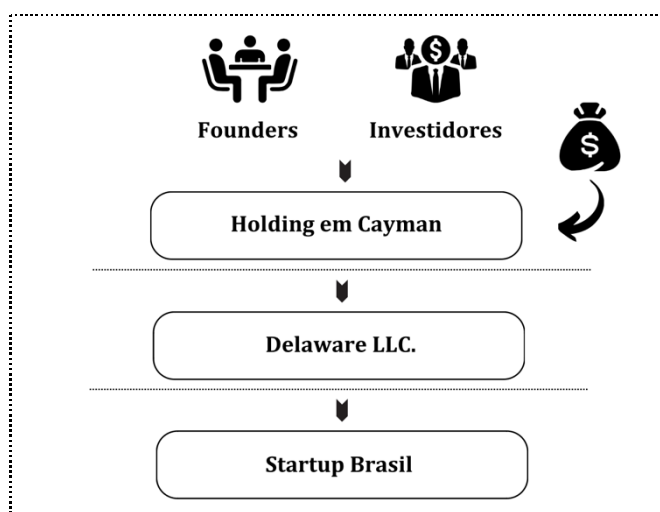 Founders
Investidores
Holding em Cayman
Delaware LLC.
Startup Brasil